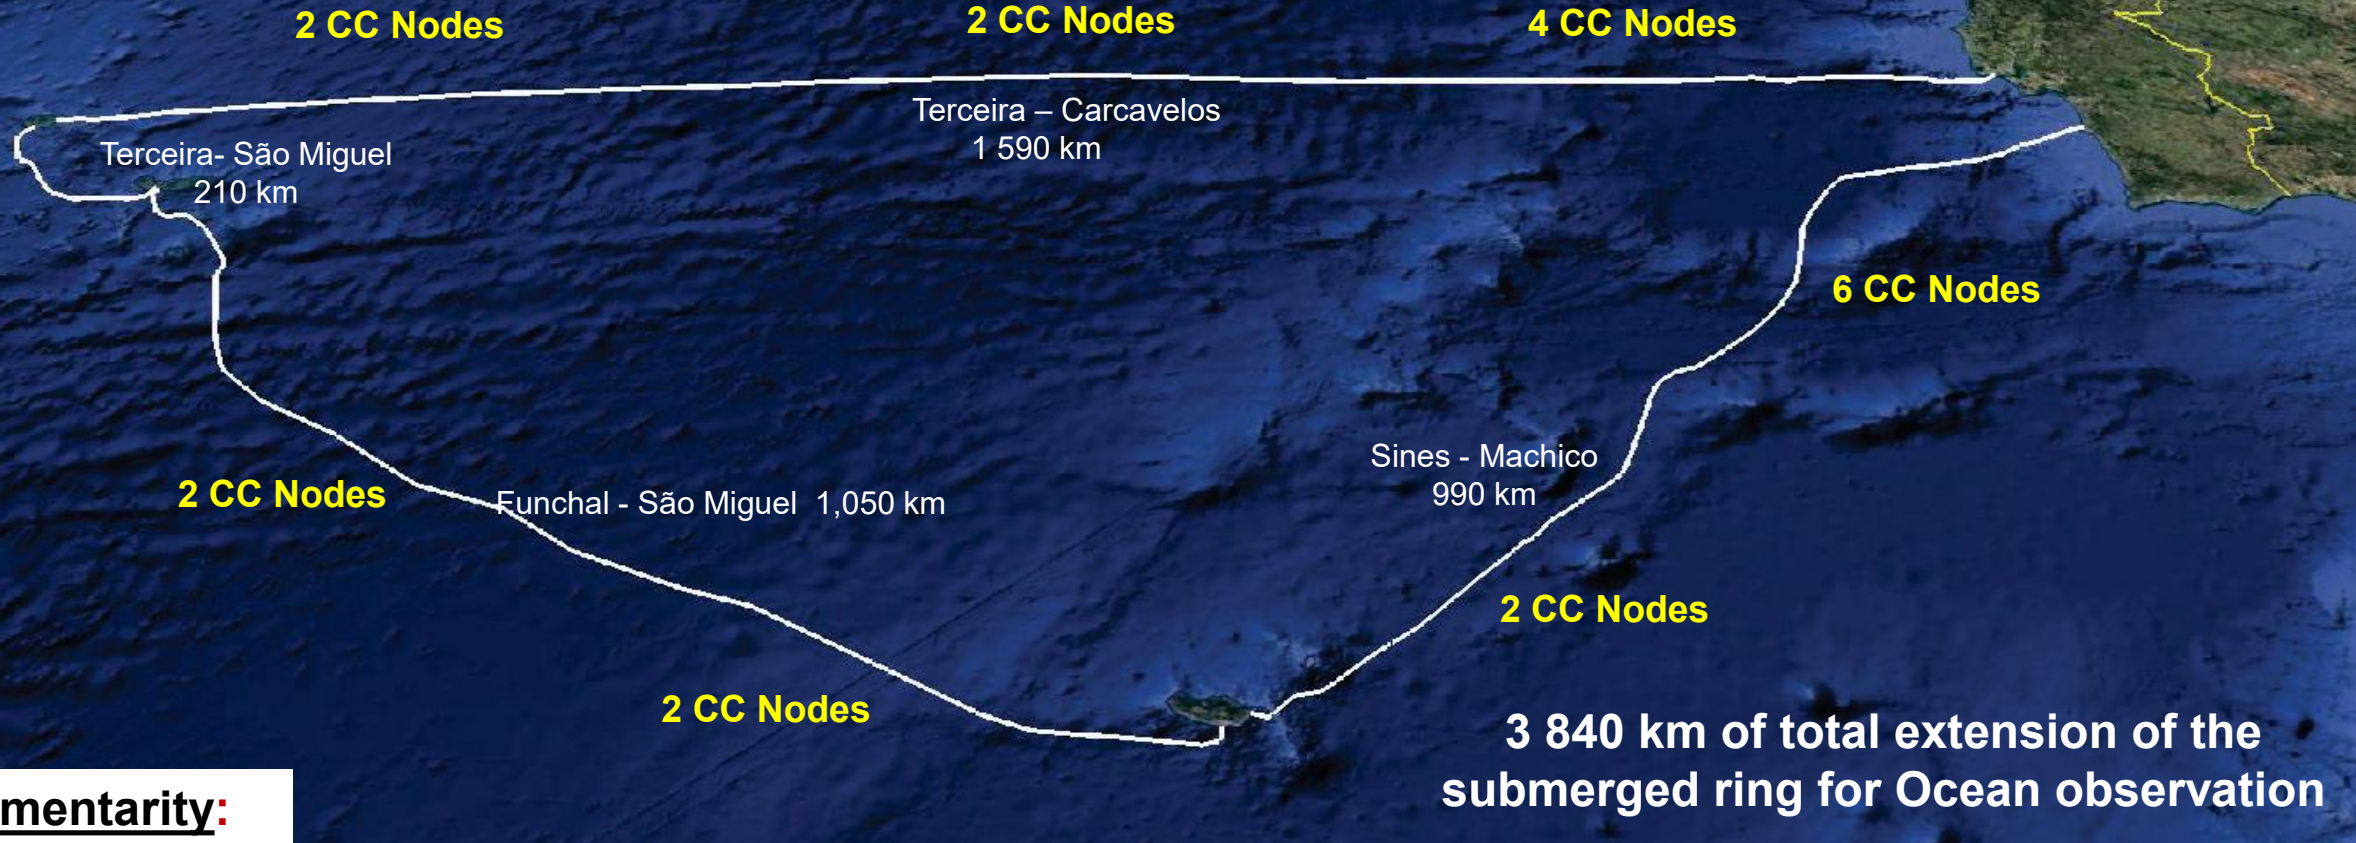 2 CC Nodes
2 CC Nodes
4 CC Nodes
Terceira – Carcavelos
1 590 km
Terceira- São Miguel
210 km
6 CC Nodes
Sines - Machico
990 km
2 CC Nodes
Funchal - São Miguel 1,050 km
2 CC Nodes
2 CC Nodes
3 840 km of total extension of the
submerged ring for Ocean observation
mentarity: